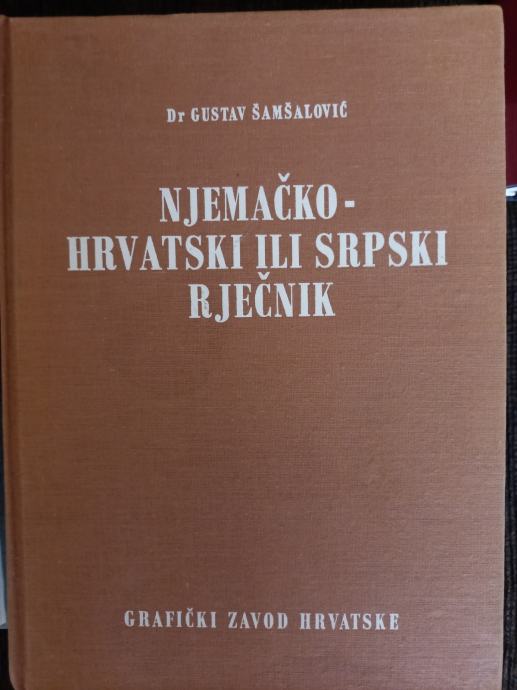 Dr GUSTAV ŠAMŠALOVIĆ
NJEMAČKO-
HRVATSKI ILI SRPSKI
RJEČNIK
GRAFIČKI ZAVOD HRVATSKE